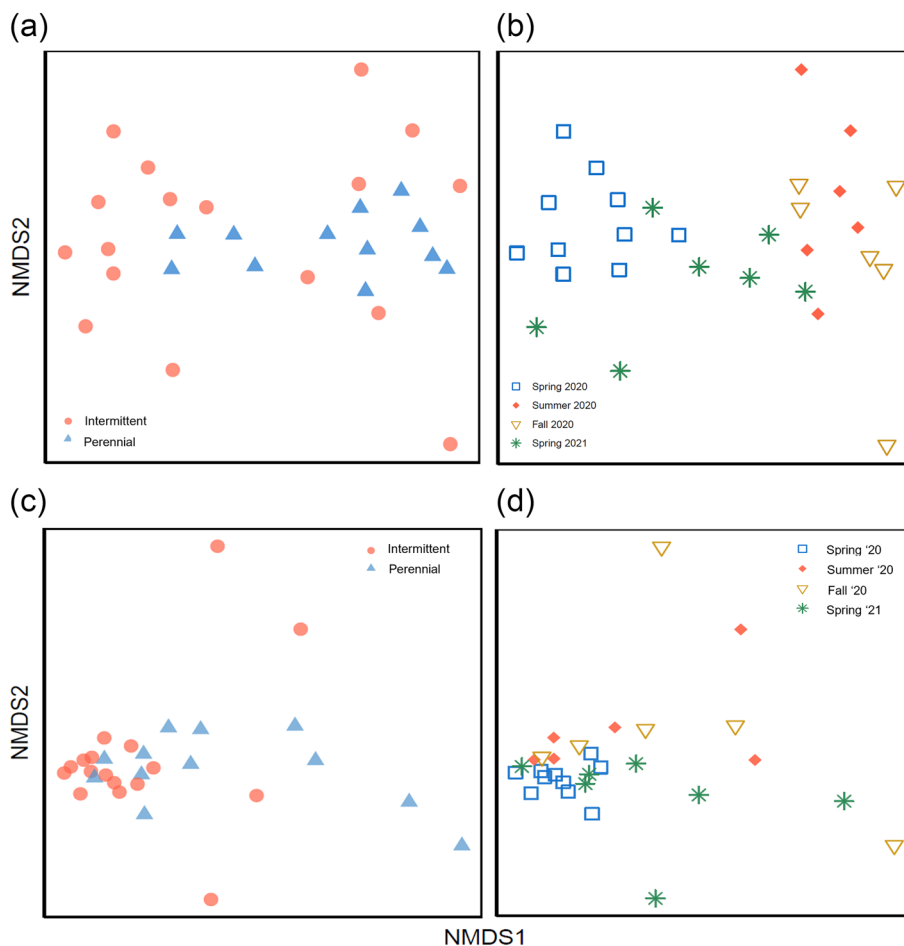 (a)
(b)
NMDS2
Intermittent
Perennial
Spring 2020
Summer 2020
Fall 2020
Spring 2021
(c)
(d)
NMDS2
Intermittent
Perennial
Spring ‘20
Summer ‘20
Fall ‘20
Spring ‘21
NMDS1